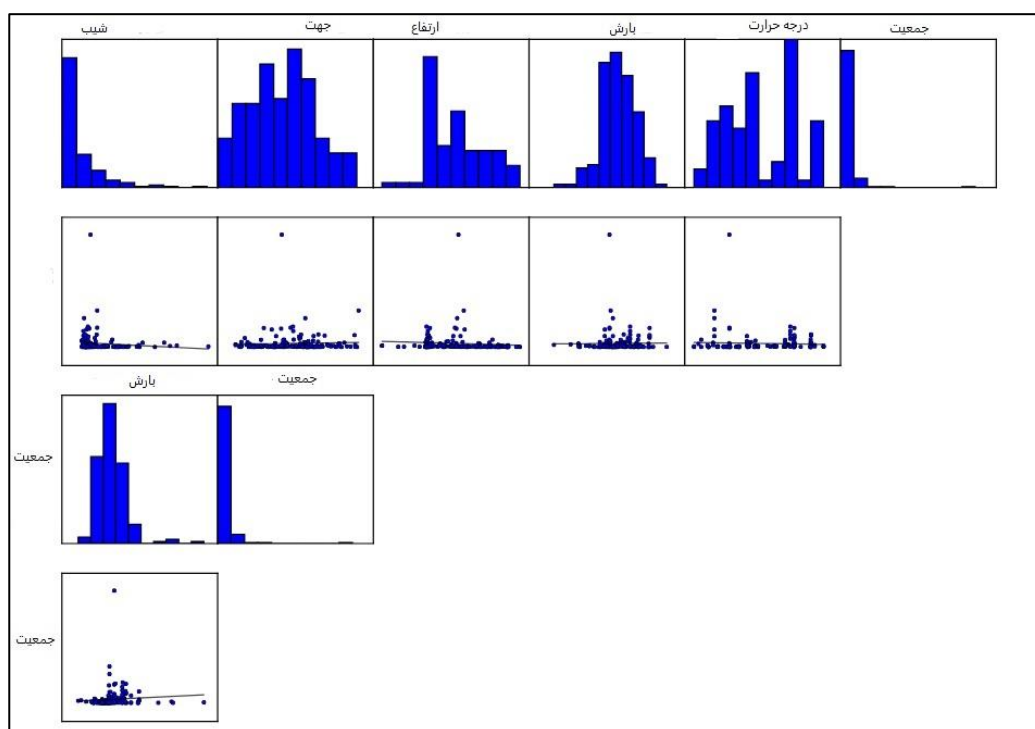 شیب
جهت
ارتفاع
بارش
درجه حرارت
جمعیت
بارش
جمعیت
جمعیت
جمعیت